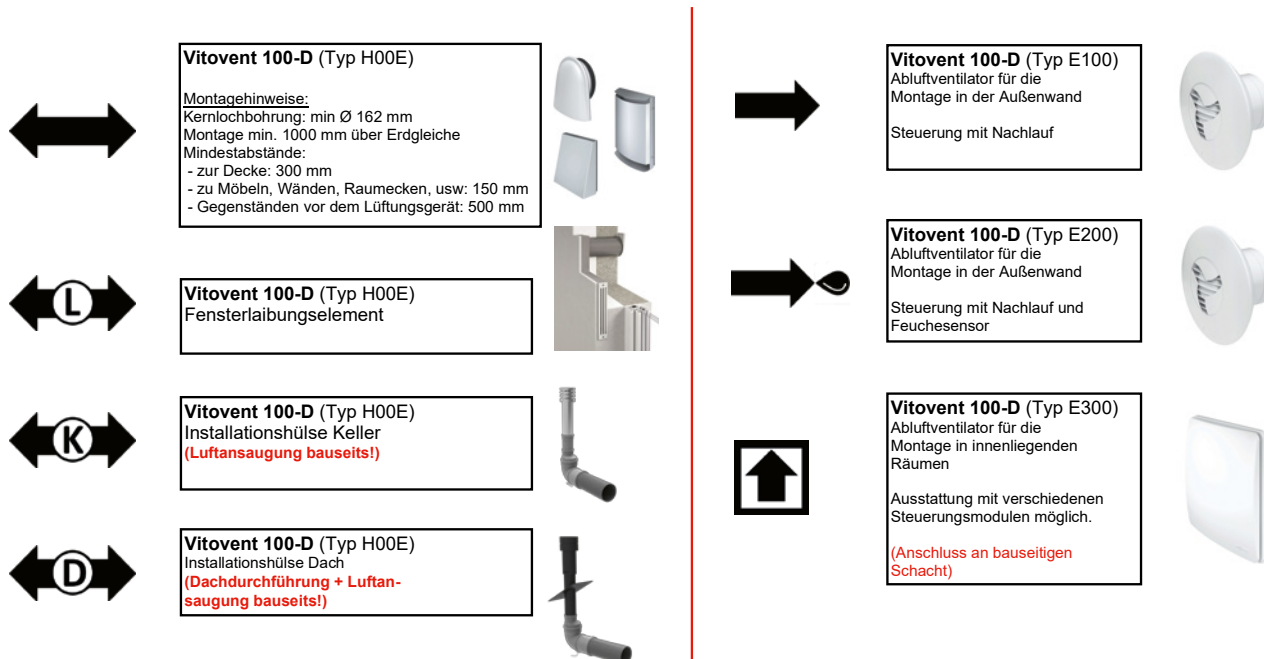 Vitovent 100-D (Typ H00E)
Montagehinweise:
Kernlochbohrung: min Ø 162 mm
Montage min. 1000 mm über Erdgleiche
Mindestabstände:
- zur Decke: 300 mm
- zu Möbeln, Wänden, Raumecken, usw: 150 mm
- Gegenständen vor dem Lüftungsgerät: 500 mm
L
Vitovent 100-D (Typ H00E)
Fensterlaibungselement
K
Vitovent 100-D (Typ H00E)
Installationshülse Keller
(Luftansaugung bauseits!)
D
Vitovent 100-D (Typ H00E)
Installationshülse Dach
(Dachdurchführung + Luftan-
saugung bauseits!)
Vitovent 100-D (Typ E100)
Abluftventilator für die
Montage in der Außenwand
Steuerung mit Nachlauf
Vitovent 100-D (Typ E200)
Abluftventilator für die
Montage in der Außenwand
Steuerung mit Nachlauf und
Feuchesensor
Vitovent 100-D (Typ E300)
Abluftventilator für die
Montage in innenliegenden
Räumen
Ausstattung mit verschiedenen
Steuerungsmodulen möglich.
(Anschluss an bauseitigen
Schacht)